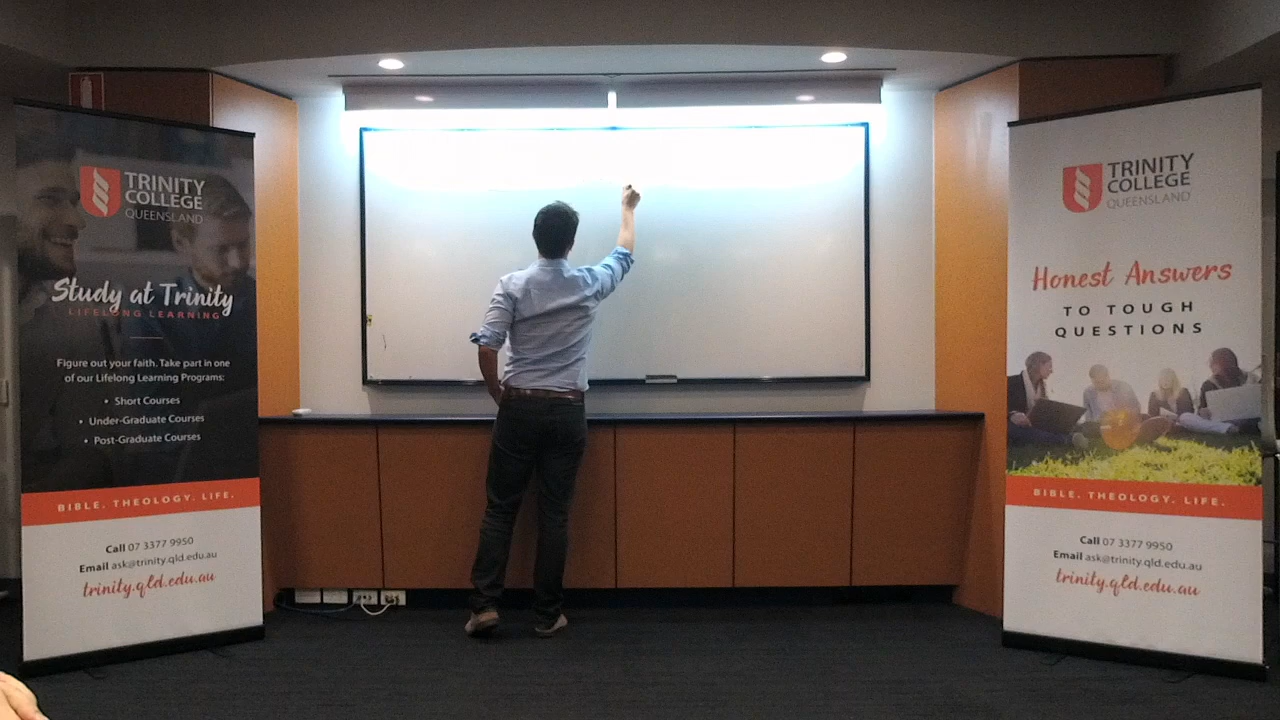 TRINITY
COLLEGE
QUEENSLAND
Study at Trinity
LIFELONG LEARNING
Figure out your faith. Take part in one
of our Lifelong Learning Programs:
• Short Courses
• Under-Graduate Courses
• Post-Graduate Courses
BIBLE. THEOLOGY. LIFE.
Call 07 3377 9950
Email ask@trinity.qld.edu.au
trinity.qld.edu.au
TRINITY
COLLEGE
QUEENSLAND
Honest Answers
TO TOUGH
QUESTIONS
BIBLE. THEOLOGY. LIFE.
Call 07 3377 9950
Email ask@trinity.qld.edu.au
trinity.qld.edu.au